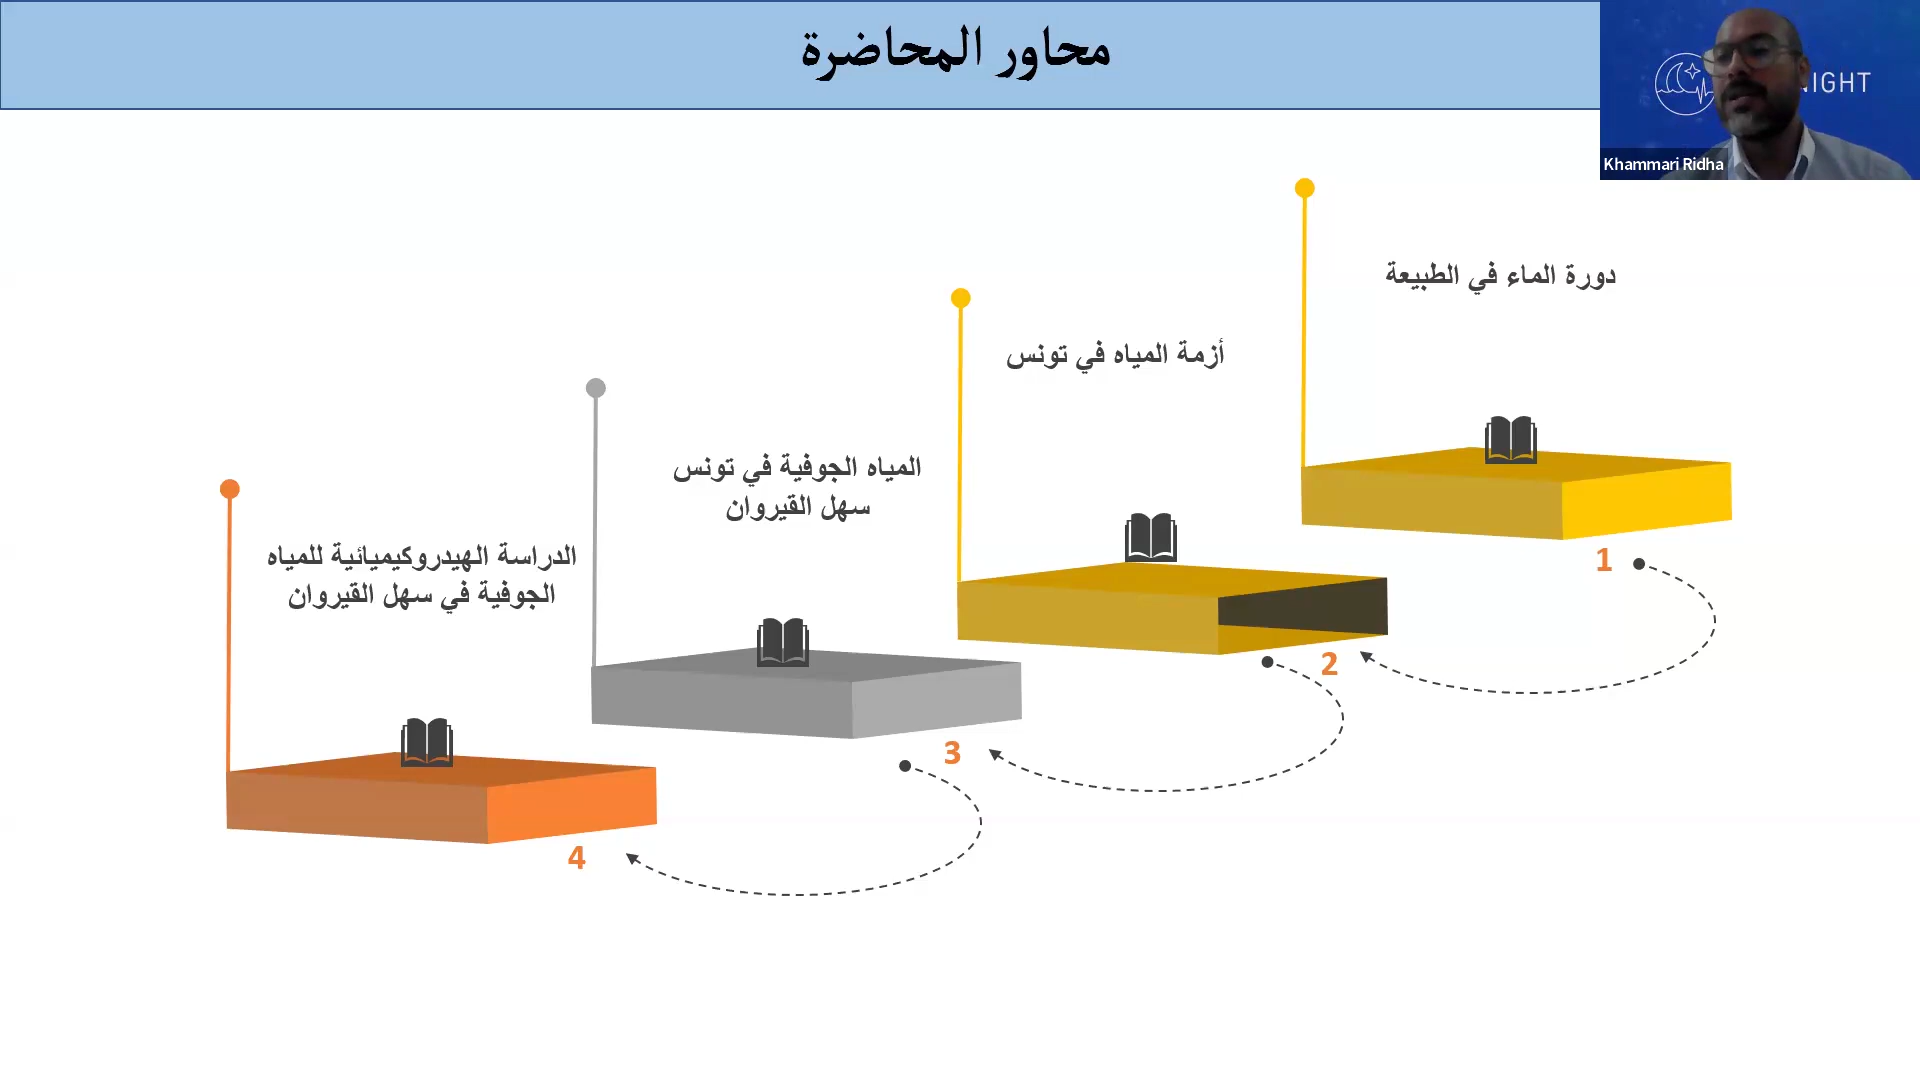 محاور المحاضرة
NIGHT
Khammari Ridha
دورة الماء في الطبيعة
1
أزمة المياه في تونس
2
المياه الجوفية في تونس
سهل القيروان
3
الدراسة الهيدروكيميائية للمياه
الجوفية في سهل القيروان
4